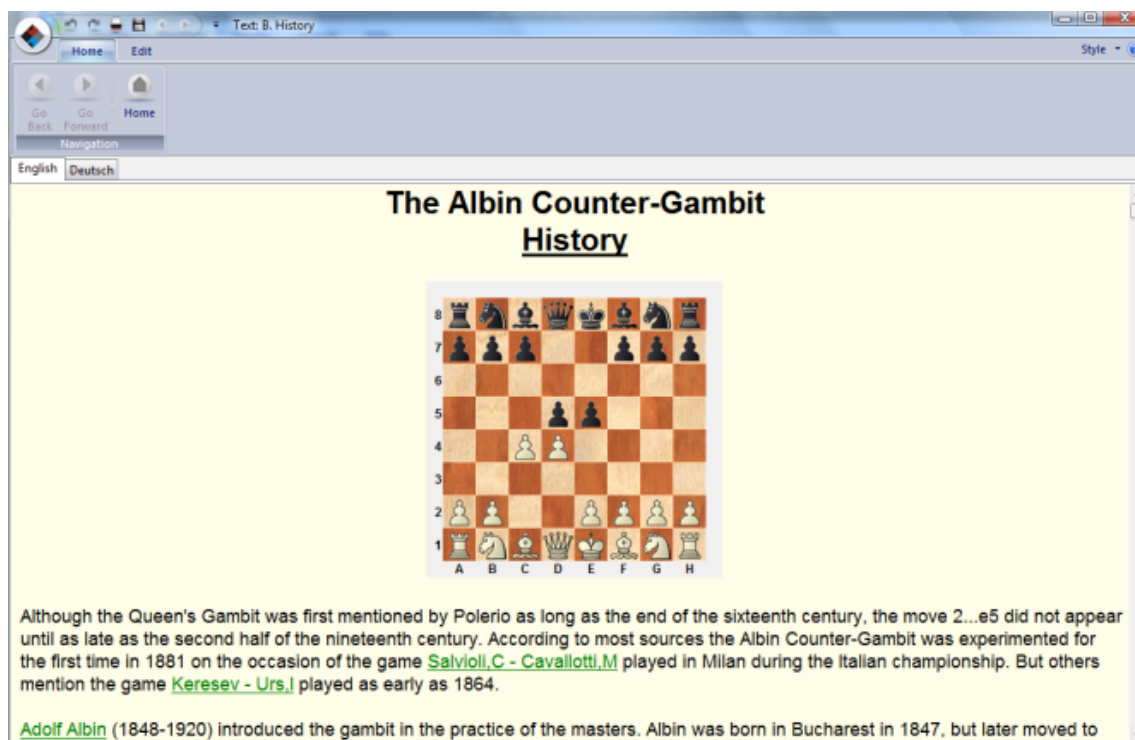 Text: B. History
Home Edit
Style
Go Back
Go Forward
Home
Navigation
English Deutsch
The Albin Counter-Gambit
History
8
7
6
5
4
3
2
1
A B C D E F G H
Although the Queen's Gambit was first mentioned by Polerio as long as the end of the sixteenth century, the move 2...e5 did not appear
until as late as the second half of the nineteenth century. According to most sources the Albin Counter-Gambit was experimented for
the first time in 1881 on the occasion of the game Salvioli,C - Cavallotti,M played in Milan during the Italian championship. But others
mention the game Keresev - Urs,I played as early as 1864.
Adolf Albin (1848-1920) introduced the gambit in the practice of the masters. Albin was born in Bucharest in 1847, but later moved to